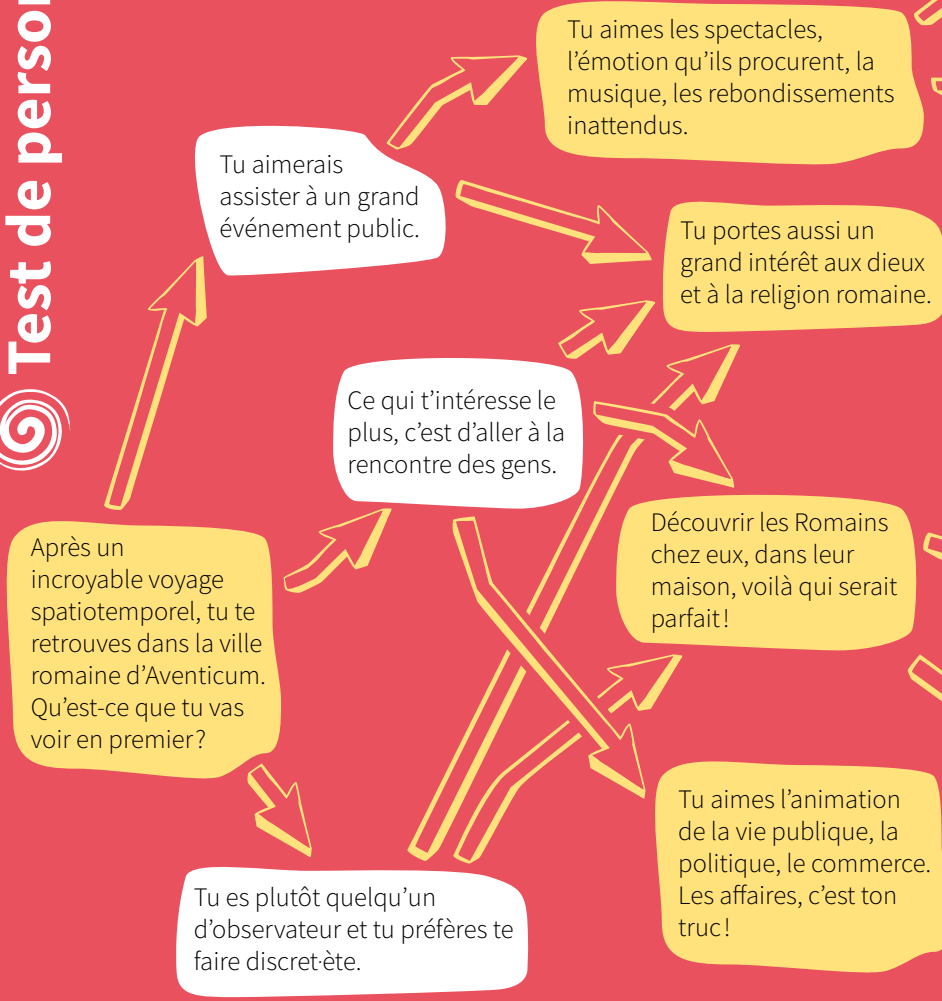 Test de person
Après un
incroyable voyage
spatiotemporel, tu te
retrouves dans la ville
romaine d'Aventicum.
Qu'est-ce que tu vas
voir en premier ?
Tu aimerais
assister à un grand
événement public.
Ce qui t'intéresse le
plus, c'est d'aller à la
rencontre des gens.
Tu es plutôt quelqu'un
d'observateur et tu préfères te
faire discret·ète.
Tu aimes les spectacles,
l'émotion qu'ils procurent, la
musique, les rebondissements
inattendus.
Tu portes aussi un
grand intérêt aux dieux
et à la religion romaine.
Découvrir les Romains
chez eux, dans leur
maison, voilà qui serait
parfait !
Tu aimes l'animation
de la vie publique, la
politique, le commerce.
Les affaires, c'est ton
truc !